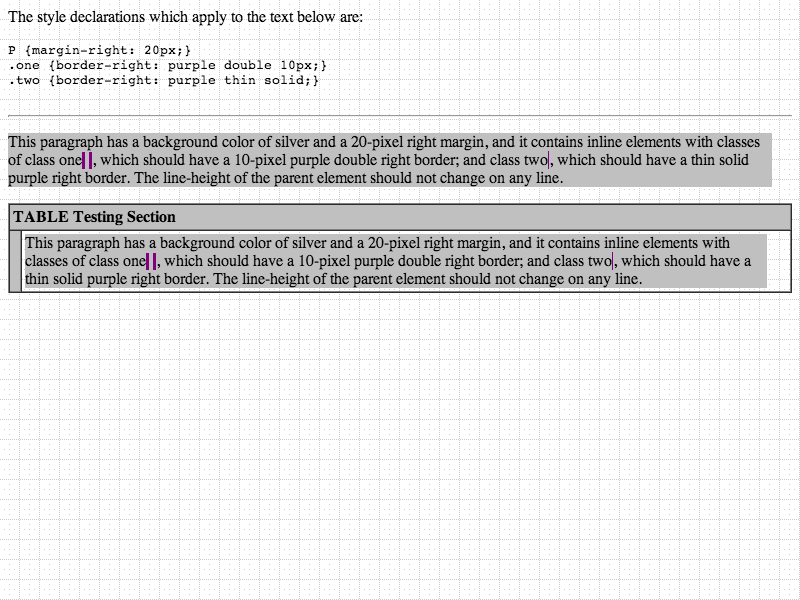 The style declarations which apply to the text below are:
P {margin-right: 20px;}
.one {border-right: purple double 10px;}
.two {border-right: purple thin solid;}
This paragraph has a background color of silver and a 20-pixel right margin, and it contains inline elements with classes
of class one, which should have a 10-pixel purple double right border; and class two, which should have a thin solid
purple right border. The line-height of the parent element should not change on any line.
TABLE Testing Section
This paragraph has a background color of silver and a 20-pixel right margin, and it contains inline elements with
classes of class one, which should have a 10-pixel purple double right border; and class two, which should have a
thin solid purple right border. The line-height of the parent element should not change on any line.